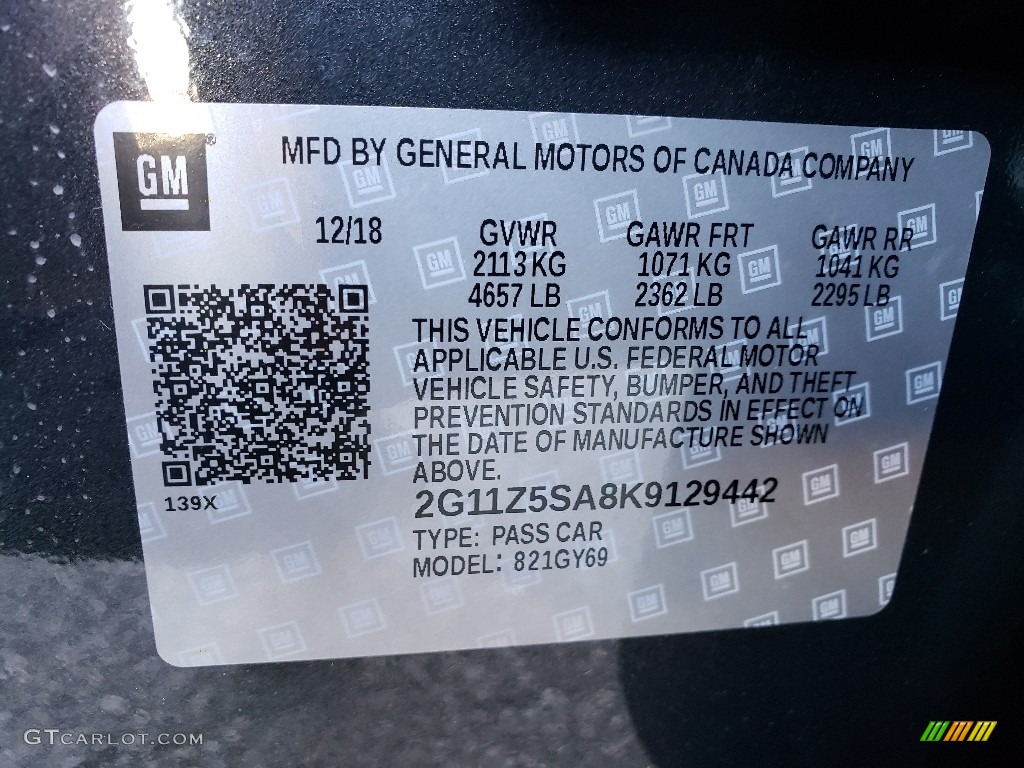 GM
MFD BY GENERAL MOTORS OF CANADA COMPANY
12/18 GVWR GAWR FRT GAWR RR
2113 KG 1071 KG 1041 KG
4657 LB 2362 LB 2295 LB
THIS VEHICLE CONFORMS TO ALL
APPLICABLE U.S. FEDERAL MOTOR
VEHICLE SAFETY, BUMPER, AND THEFT
PREVENTION STANDARDS IN EFFECT ON
THE DATE OF MANUFACTURE SHOWN
ABOVE.
139X
2G11Z5SA8K9129442
TYPE: PASS CAR
MODEL: 821GY69
GTCARLOT.COM